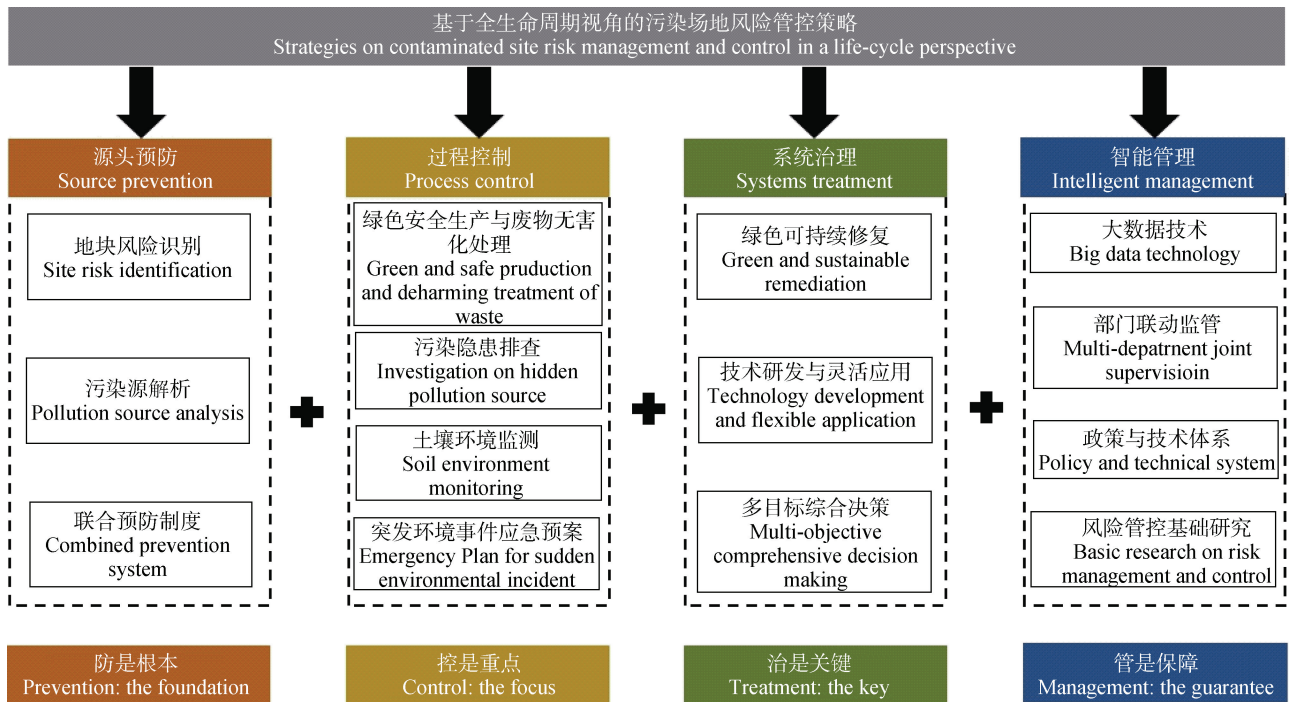 基于全生命周期视角的污染场地风险管控策略
Strategies on contaminated site risk management and control in a life-cycle perspective
源头预防
Source prevention
地块风险识别
Site risk identification
污染源解析
Pollution source analysis
联合预防制度
Combined prevention
system
防是根本
Prevention: the foundation
过程控制
Process control
绿色安全生产与废物无害
化处理
Green and safe pruduction
and deharming treatment of
waste
污染隐患排查
Investigation on hidden
pollution source
土壤环境监测
Soil environment
monitoring
突发环境事件应急预案
Emergency Plan for sudden
environmental incident
控是重点
Control: the focus
系统治理
Systems treatment
绿色可持续修复
Green and sustainable
remediation
技术研发与灵活应用
Technology development
and flexible application
多目标综合决策
Multi-objective
comprehensive decision
making
治是关键
Treatment: the key
智能管理
Intelligent management
大数据技术
Big data technology
部门联动监管
Multi-depatrnent joint
supervisioin
政策与技术体系
Policy and technical system
风险管控基础研究
Basic research on risk
management and control
管是保障
Management: the guarantee